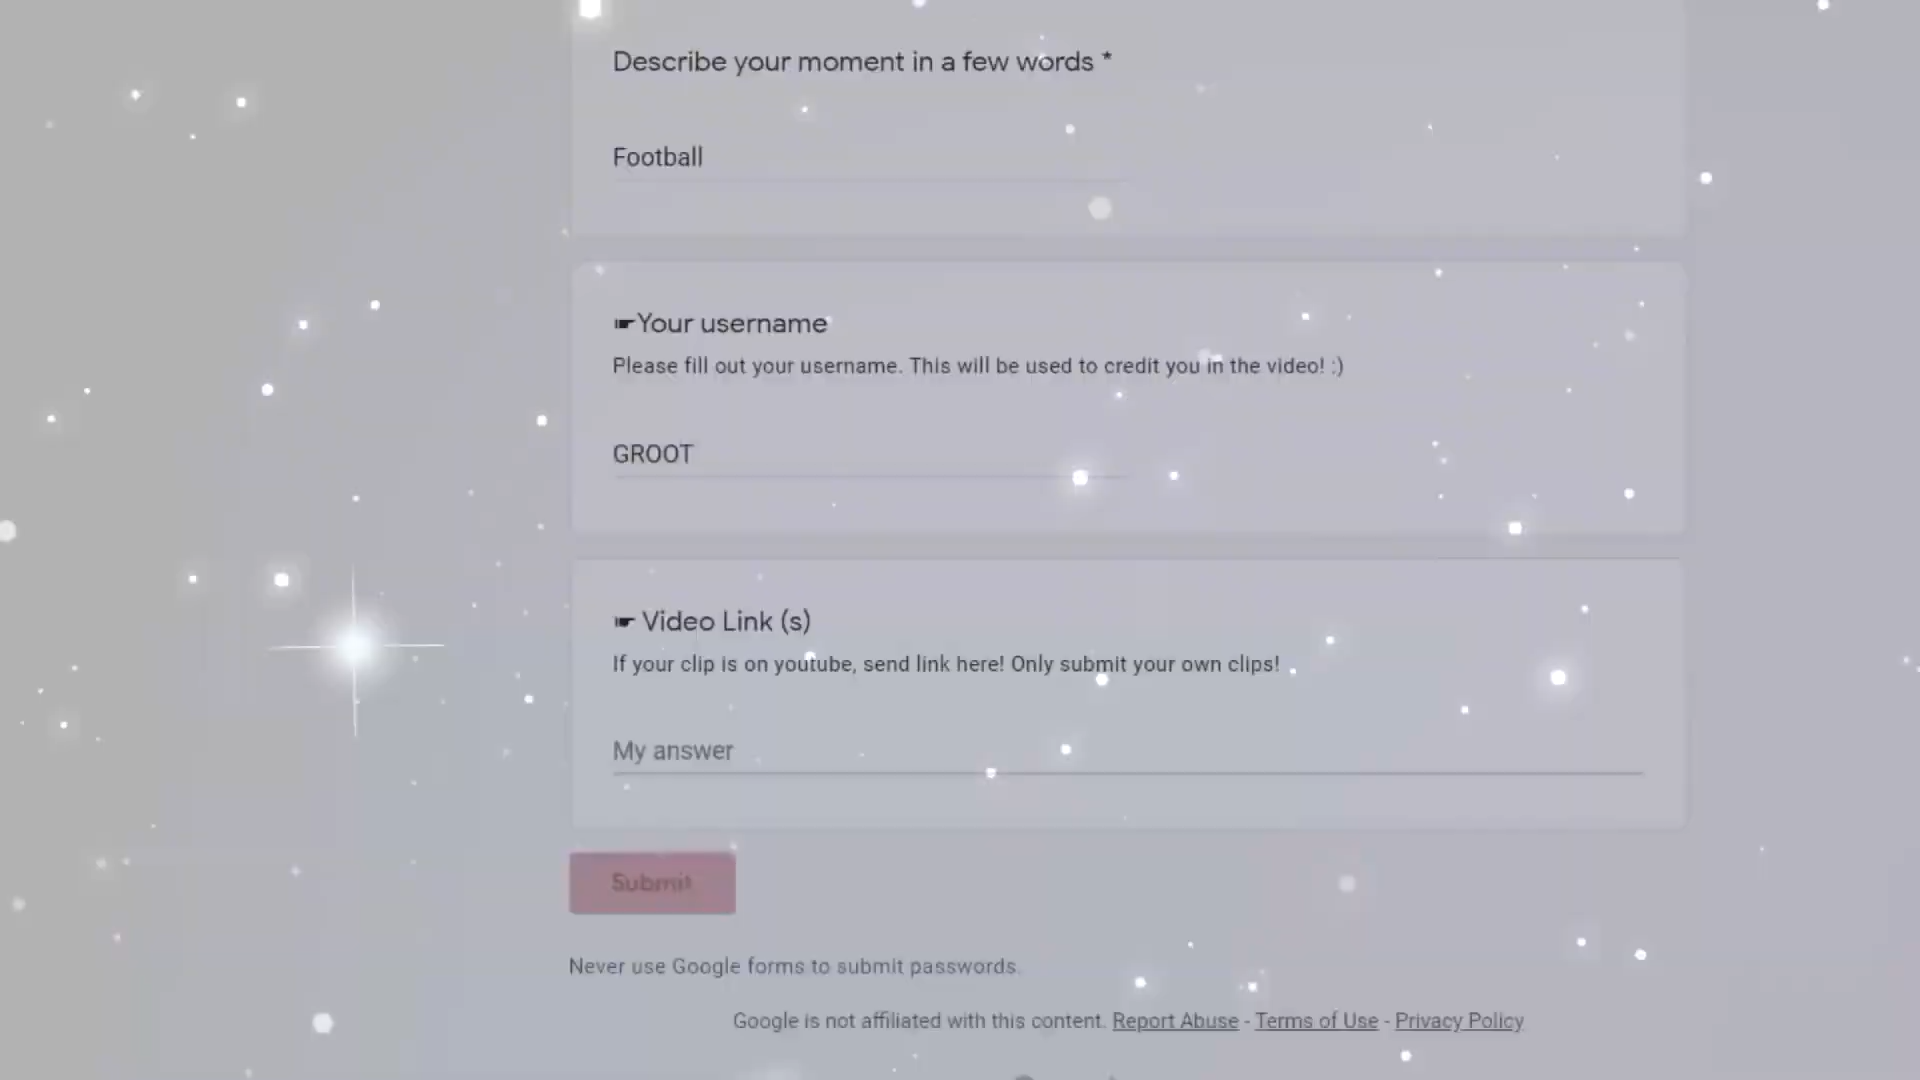 Describe your moment in a few words *
Football
☛Your username
Please fill out your username. This will be used to credit you in the video! :)
GROOT
☛ Video Link (s)
If your clip is on youtube, send link here! Only submit your own clips!
My answer
Submit
Never use Google forms to submit passwords.
Google is not affiliated with this content. Report Abuse - Terms of Use - Privacy Policy